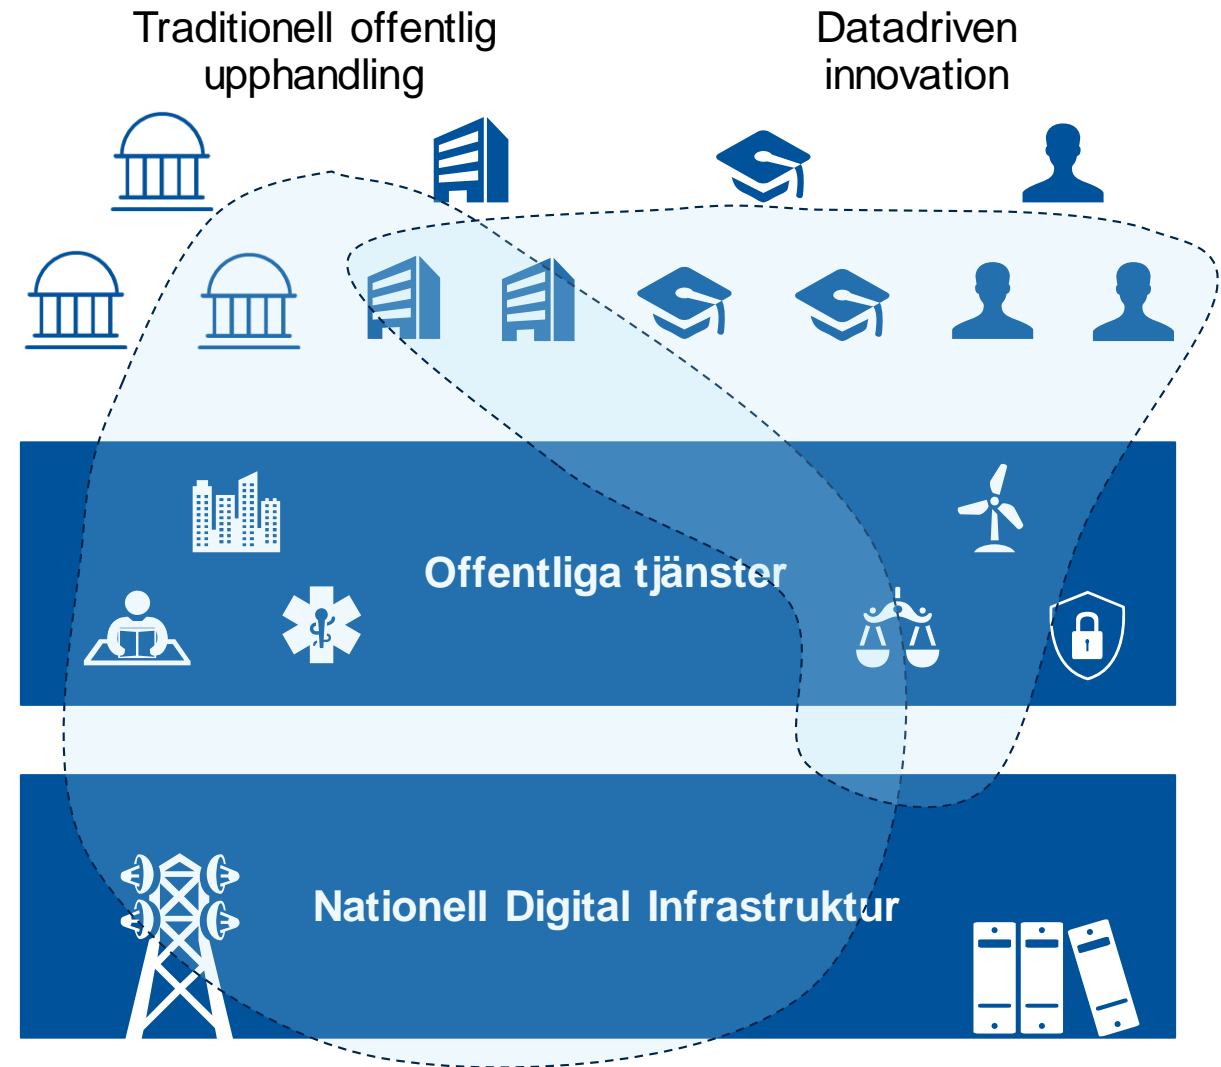 Traditionell offentlig
upphandling
Datadriven
innovation
Offentliga tjänster
Nationell Digital Infrastruktur